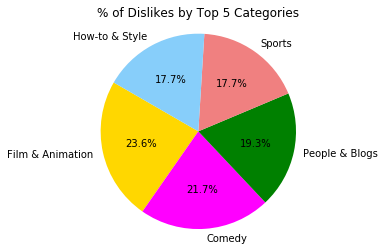 % of Dislikes by Top 5 Categories
How-to & Style
Sports
17.7%
17.7%
Film & Animation
23.6%
19.3%
People & Blogs
21.7%
Comedy